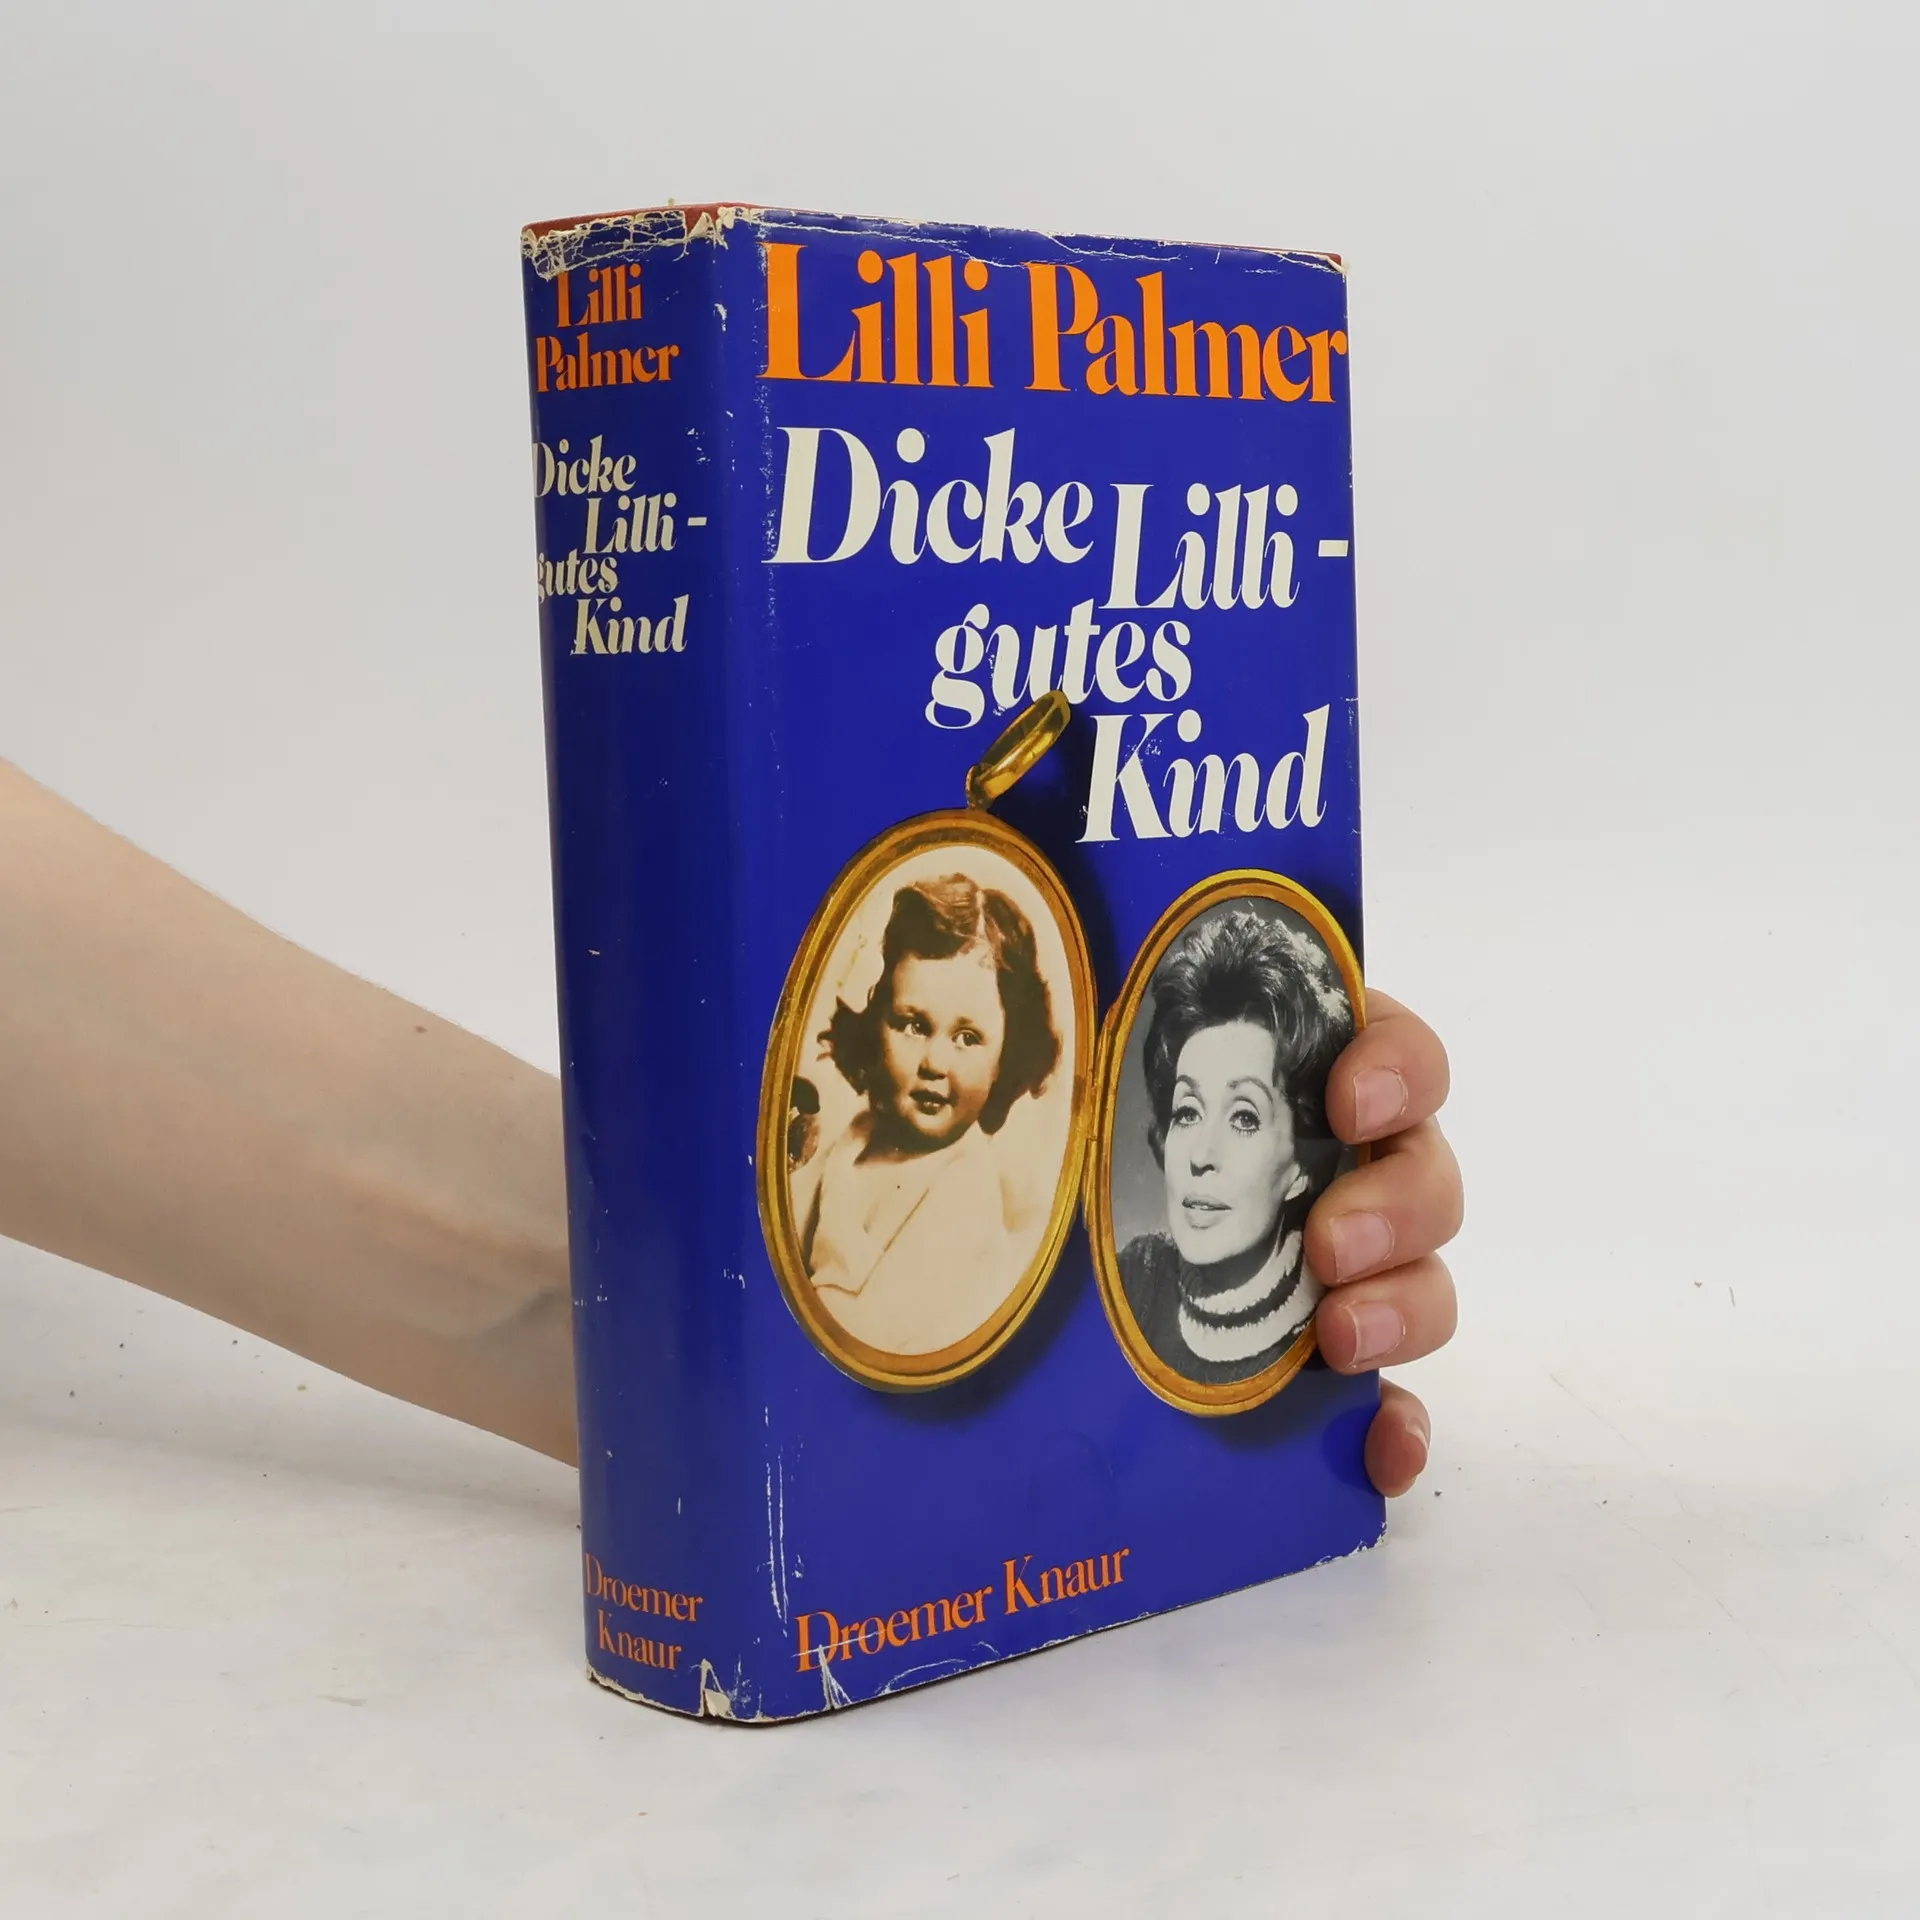 Lilli
Palmer
Dicke
Lilli -
gutes
Kind
Droemer
Knaur
Lilli Palmer
Dicke
Lilli -
gutes
Kind
Droemer Knaur